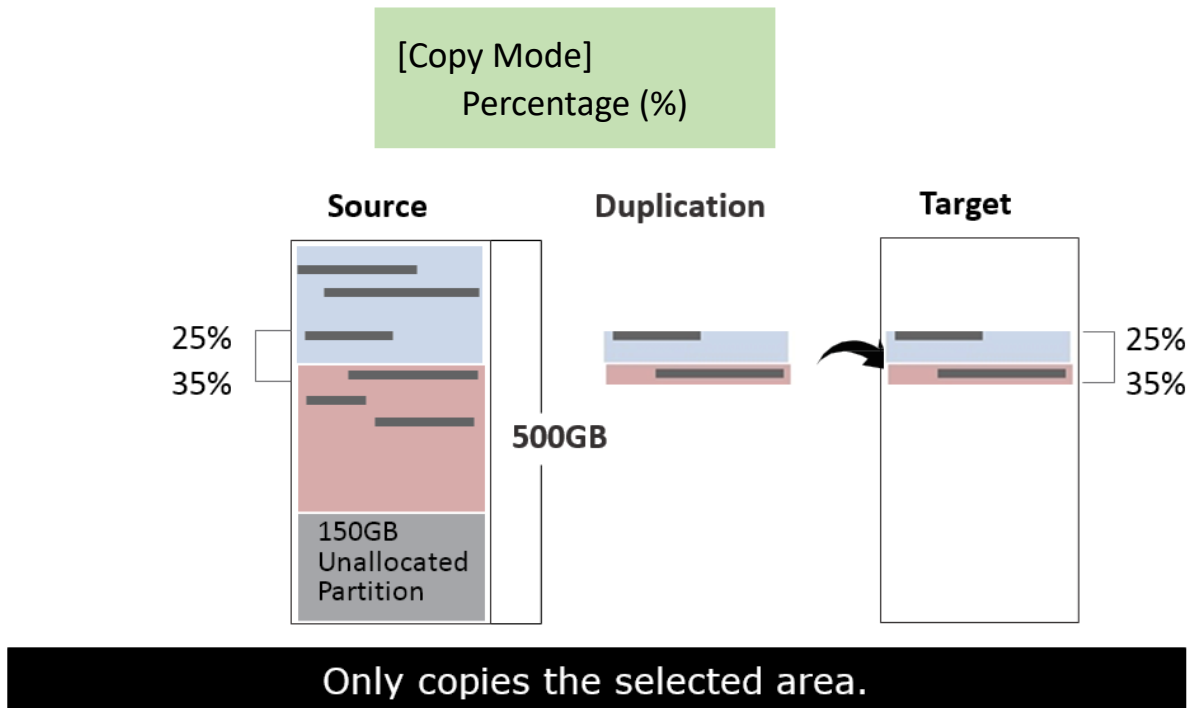 [Copy Mode]
Percentage (%)
Source
Duplication
Target
25%
35%
500GB
150GB
Unallocated
Partition
25%
35%
Only copies the selected area.